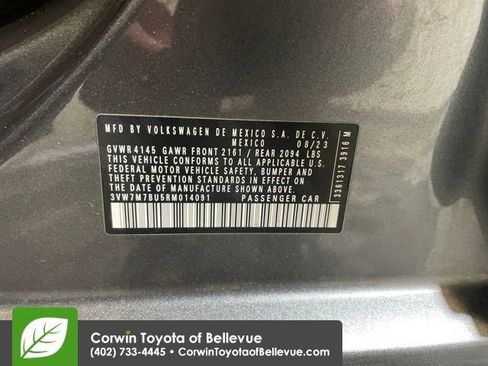 MFD BY VOLKSWAGEN DE MEXICO S.A. DE C.V.
MEXICO 08/23
GVWR 4145 GAWR FRONT 2161 / REAR 2094 LBS
THIS VEHICLE CONFORMS TO ALL APPLICABLE U.S.
FEDERAL MOTOR VEHICLE SAFETY, BUMPER AND
THEFT PREVENTION STANDARDS IN EFFECT ON THE
DATE OF MANUFACTURE SHOWN ABOVE
3VW7M7BU5RM014091 PASSENGER CAR
3361317 3916 M
Corwin Toyota of Bellevue
(402) 733-4445 • CorwinToyotaofBellevue.com